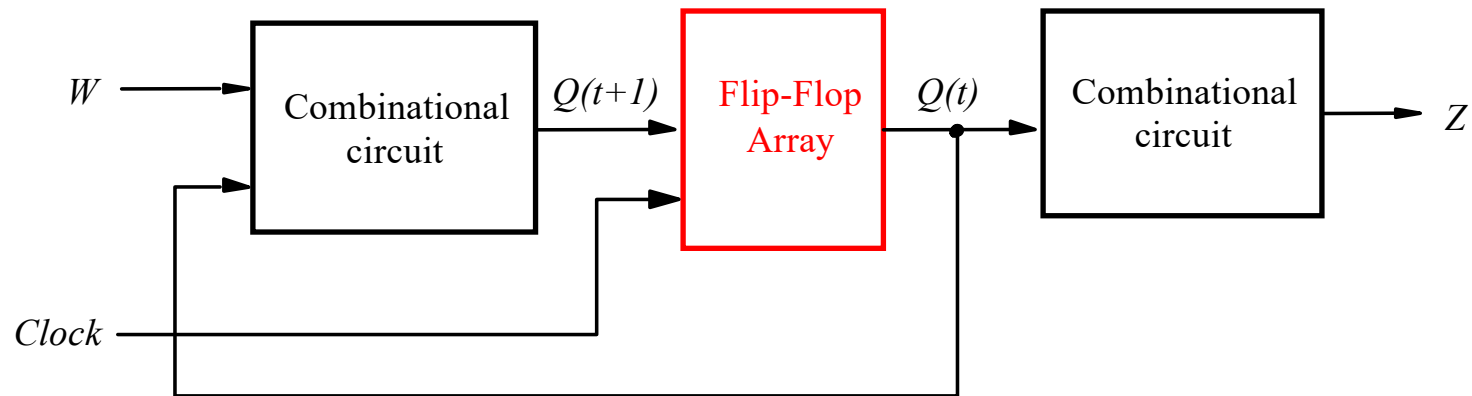 W
Combinational
circuit
Q(t+1)
Flip-Flop
Array
Q(t)
Combinational
circuit
Z
Clock